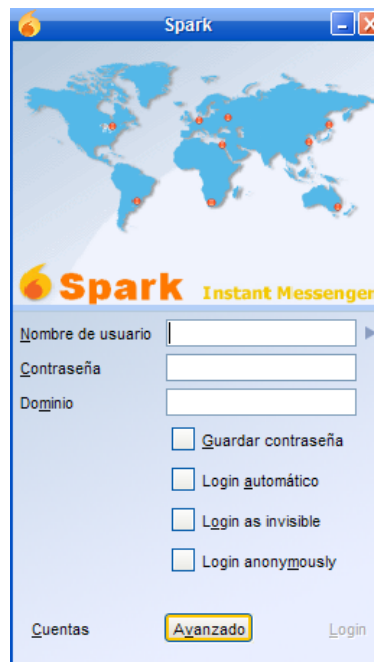 Spark
Spark Instant Messenger
Nombre de usuario
Contraseña
Dominio
Guardar contraseña
Login automático
Login as invisible
Login anonymously
Cuentas Avanzado Login